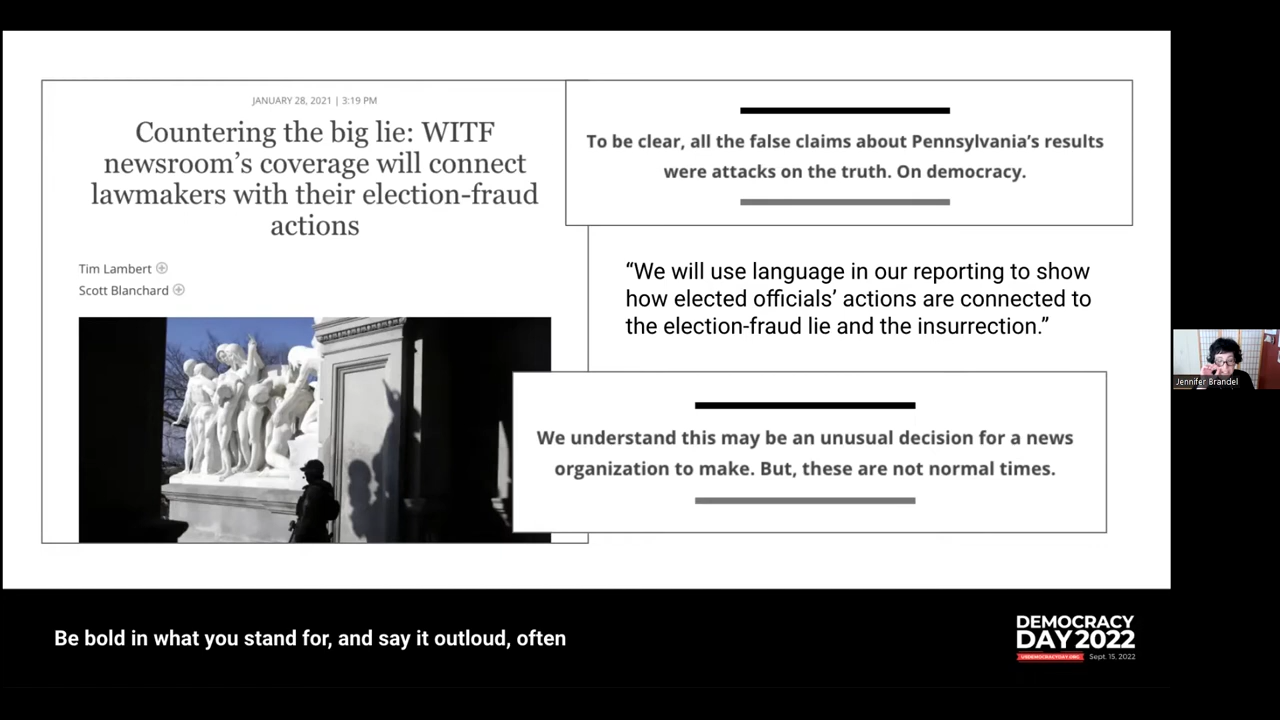 JANUARY 28, 2021 | 3:19 PM
Countering the big lie: WITF
newsroom’s coverage will connect
lawmakers with their election-fraud
actions
Tim Lambert
Scott Blanchard
To be clear, all the false claims about Pennsylvania’s results
were attacks on the truth. On democracy.
“We will use language in our reporting to show
how elected officials’ actions are connected to
the election-fraud lie and the insurrection.”
We understand this may be an unusual decision for a news
organization to make. But, these are not normal times.
Jennifer Brandel
Be bold in what you stand for, and say it outloud, often
DEMOCRACY
DAY 2022
USDEMOCRACYDAY.ORG Sept. 15, 2022